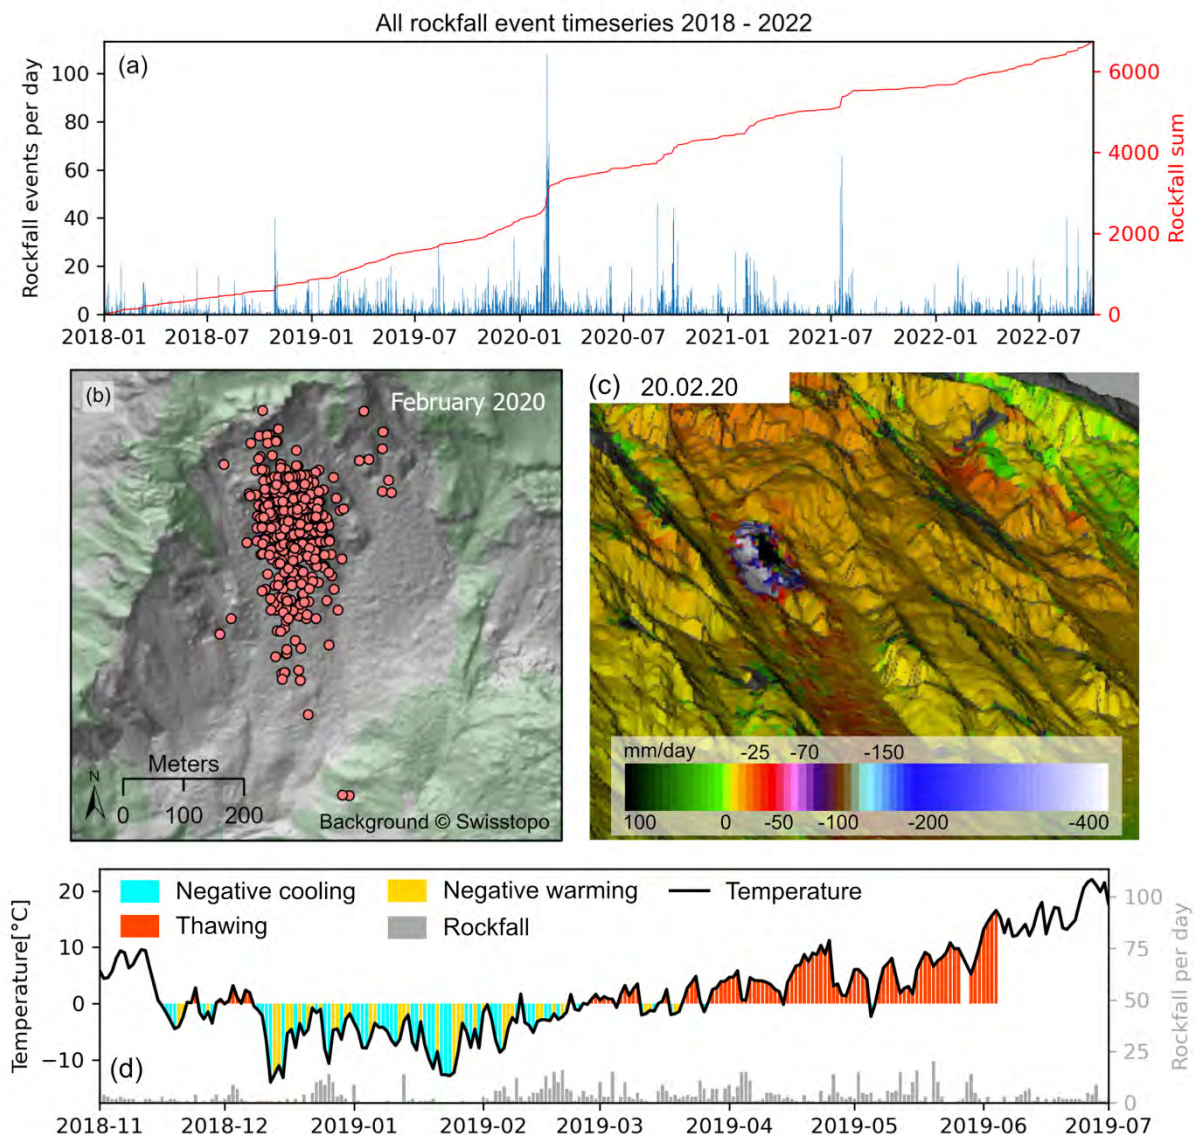 All rockfall event timeseries 2018 - 2022
(a)
Rockfall events per day
100
80
60
40
20
0
Rockfall sum
6000
4000
2000
0
2018-01 2018-07 2019-01 2019-07 2020-01 2020-07 2021-01 2021-07 2022-01 2022-07
(b)
February 2020
N
Meters
0 100 200
Background © Swisstopo
(c) 20.02.20
mm/day -25 -70 -150
100 0 -50 -100 -200 -400
Temperature[°C]
20
10
0
−10
Negative cooling Negative warming Temperature
Thawing Rockfall
(d)
Rockfall per day
100
75
50
25
0
2018-11 2018-12 2019-01 2019-02 2019-03 2019-04 2019-05 2019-06 2019-07